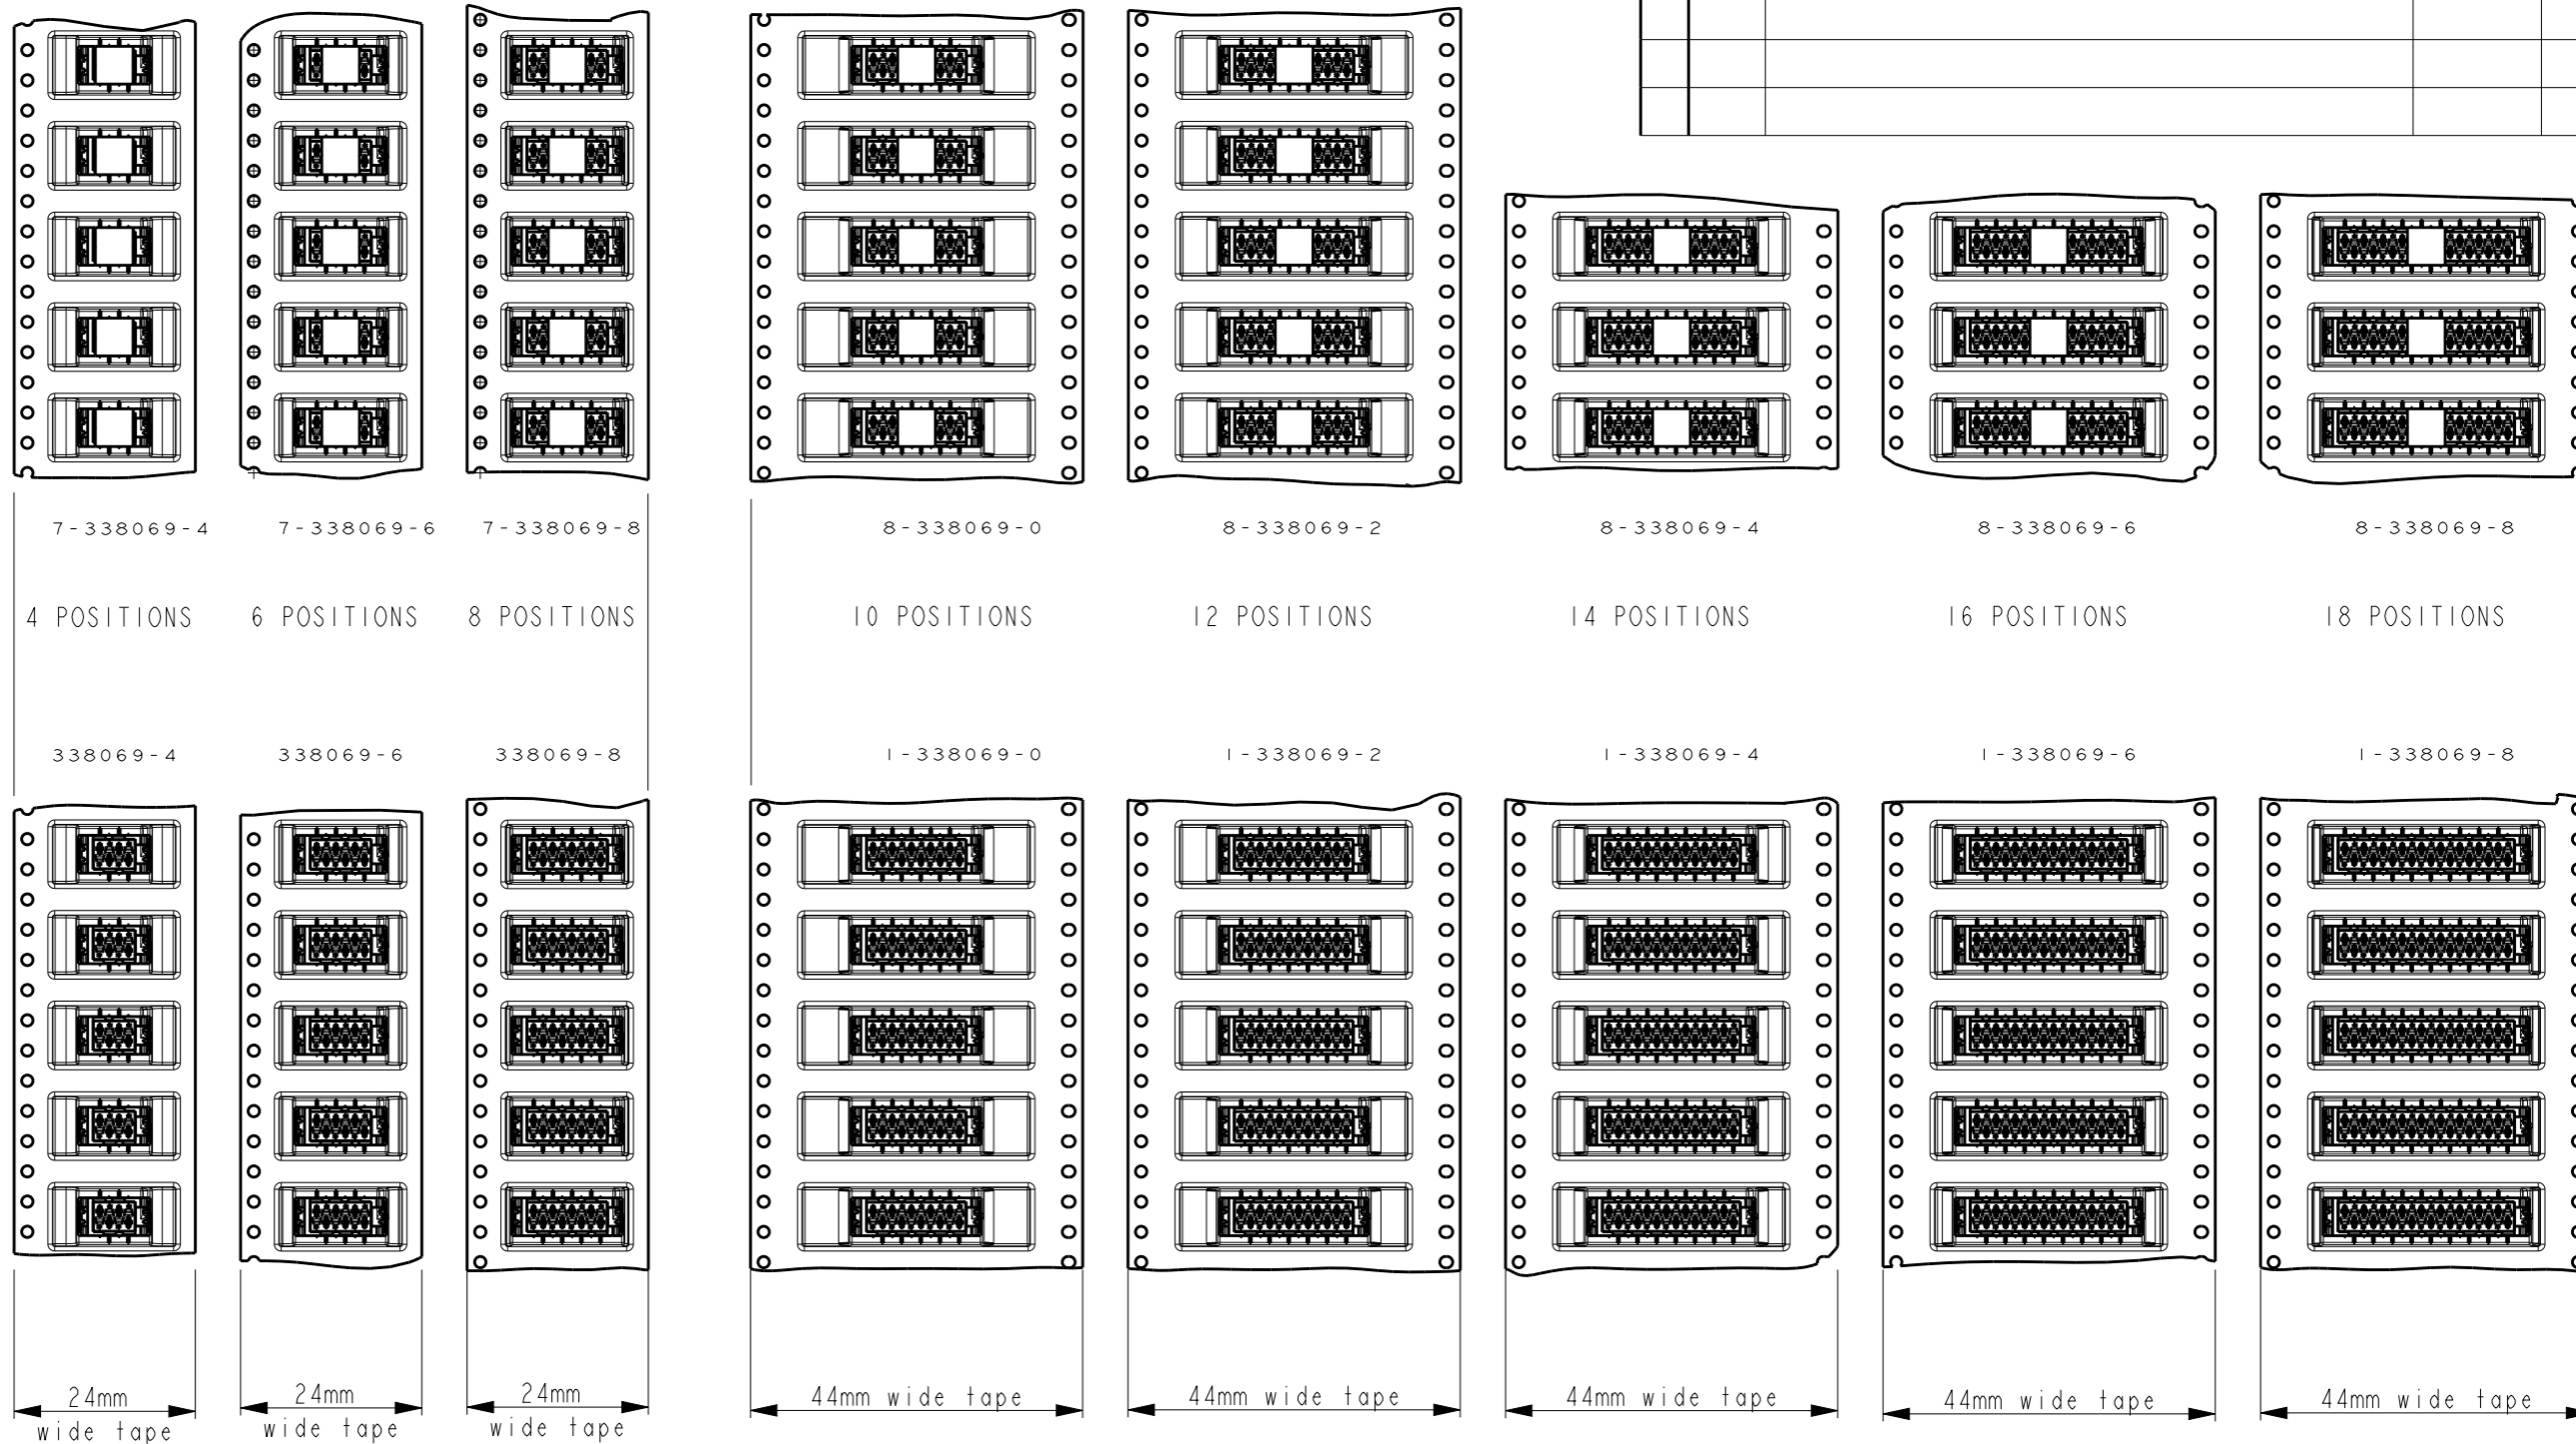 7-338069-4 7-338069-6 7-338069-8 8-338069-0 8-338069-2 8-338069-4 8-338069-6 8-338069-8
4 POSITIONS 6 POSITIONS 8 POSITIONS 10 POSITIONS 12 POSITIONS 14 POSITIONS 16 POSITIONS 18 POSITIONS
338069-4 338069-6 338069-8 1-338069-0 1-338069-2 1-338069-4 1-338069-6 1-338069-8
24mm 24mm 24mm 44mm wide tape 44mm wide tape 44mm wide tape 44mm wide tape 44mm wide tape
wide tape wide tape wide tape